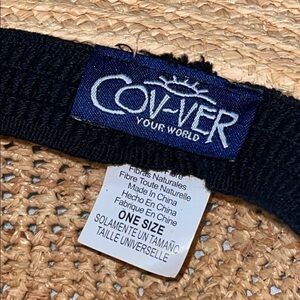 COV-VER
YOUR WORLD
Fibras Naturales
Fibre Toute Naturelle
Made In China
Hecho En China
Fabrique En Chine
ONE SIZE
SOLAMENTE UN TAMAÑO
TAILLE UNIVERSELLE